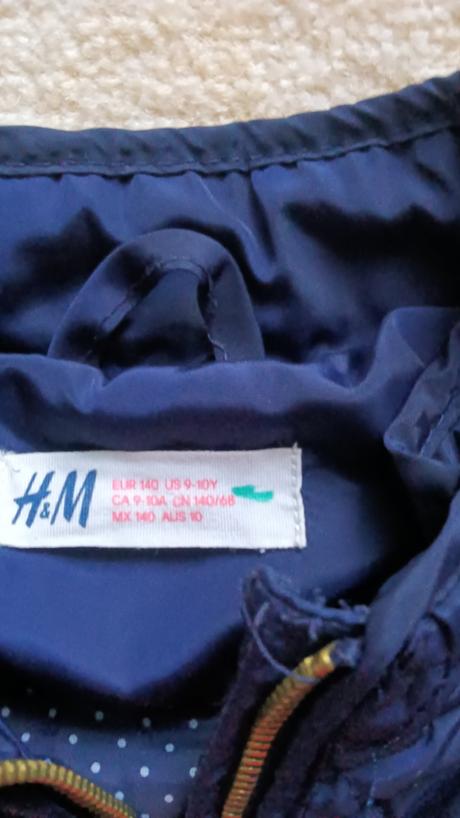 H&M
EUR 140 US 9-10Y
CA 9-10A CN 140/68
MX 140 AUS 10